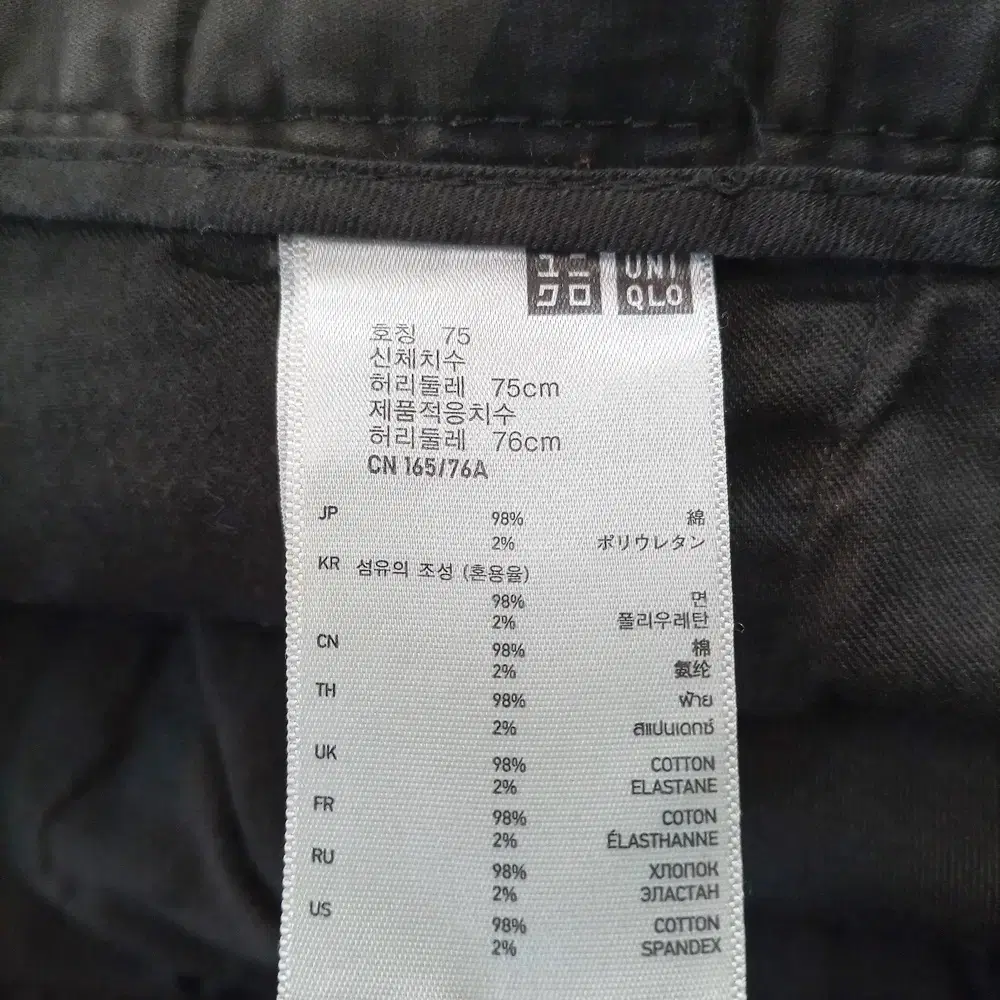 ユニ
クロ
UNI
QLO
호칭 75
신체치수
허리둘레 75cm
제품적응치수
허리둘레 76cm
CN 165/76A
JP 98% 綿
2% ポリウレタン
KR 섬유의 조성 (혼용율)
98% 면
2% 폴리우레탄
CN 98% 棉
2% 氨纶
TH 98% ฝ้าย
2% สแปนเดกซ์
UK 98% COTTON
2% ELASTANE
FR 98% COTON
2% ÉLASTHANNE
RU 98% ХЛОПОК
2% ЭЛАСТАН
US 98% COTTON
2% SPANDEX